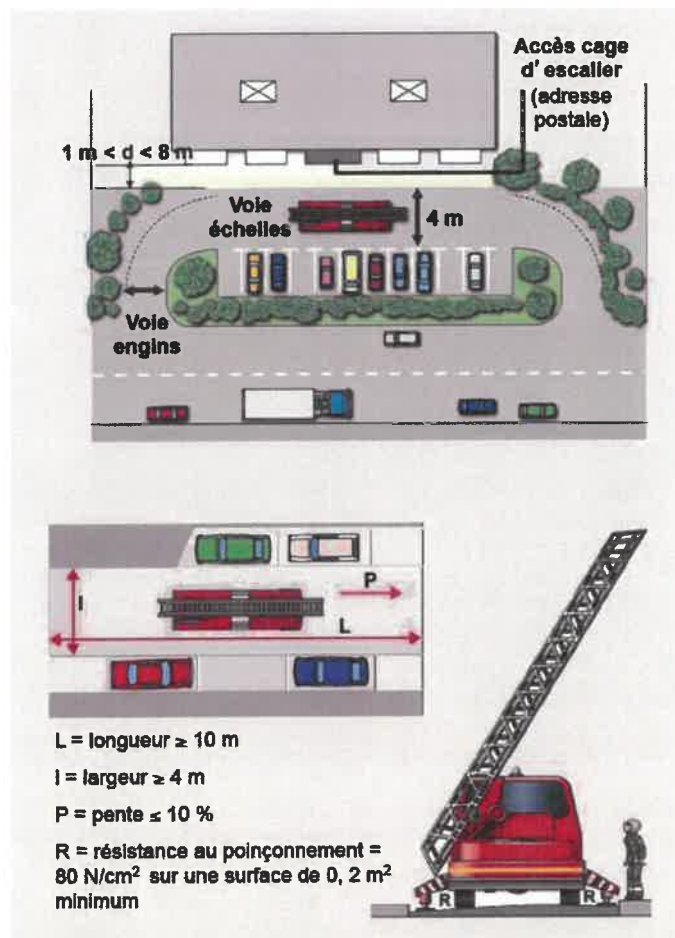 Accès cage
d' escalier
(adresse
postale)
1 m < d < 8 m
Voie
échelles
4 m
Voie
engins
P
l
L
L = longueur ≥ 10 m
l = largeur ≥ 4 m
P = pente ≤ 10 %
R = résistance au poinçonnement =
80 N/cm² sur une surface de 0, 2 m²
minimum
R
R